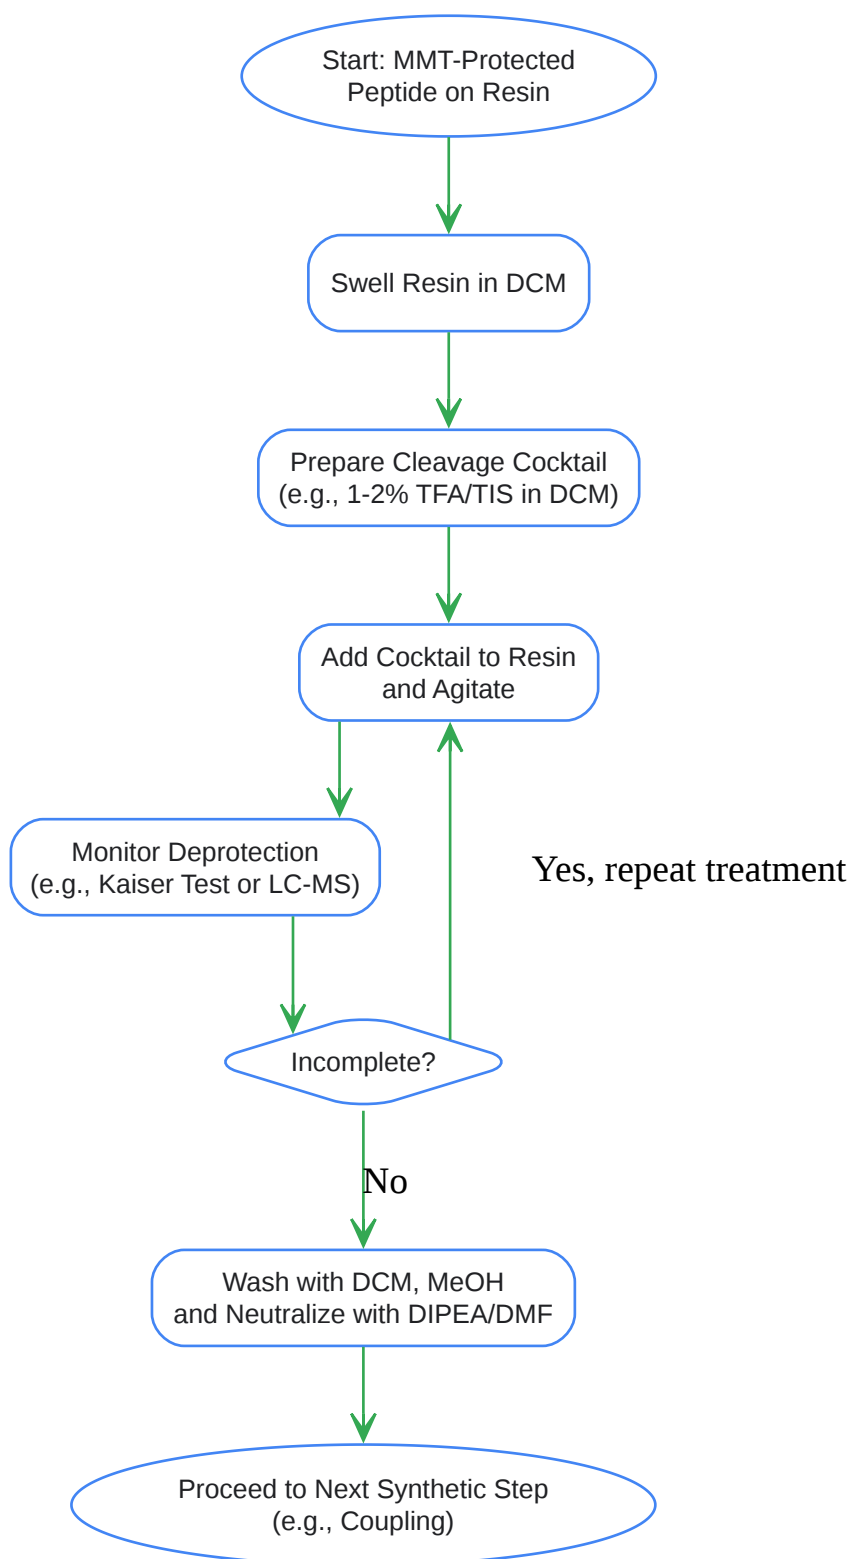 Start: MMT-Protected
Peptide on Resin
Swell Resin in DCM
Prepare Cleavage Cocktail
(e.g., 1-2% TFA/TIS in DCM)
Add Cocktail to Resin
and Agitate
Monitor Deprotection
(e.g., Kaiser Test or LC-MS)
Yes, repeat treatment
Incomplete?
No
Wash with DCM, MeOH
and Neutralize with DIPEA/DMF
Proceed to Next Synthetic Step
(e.g., Coupling)